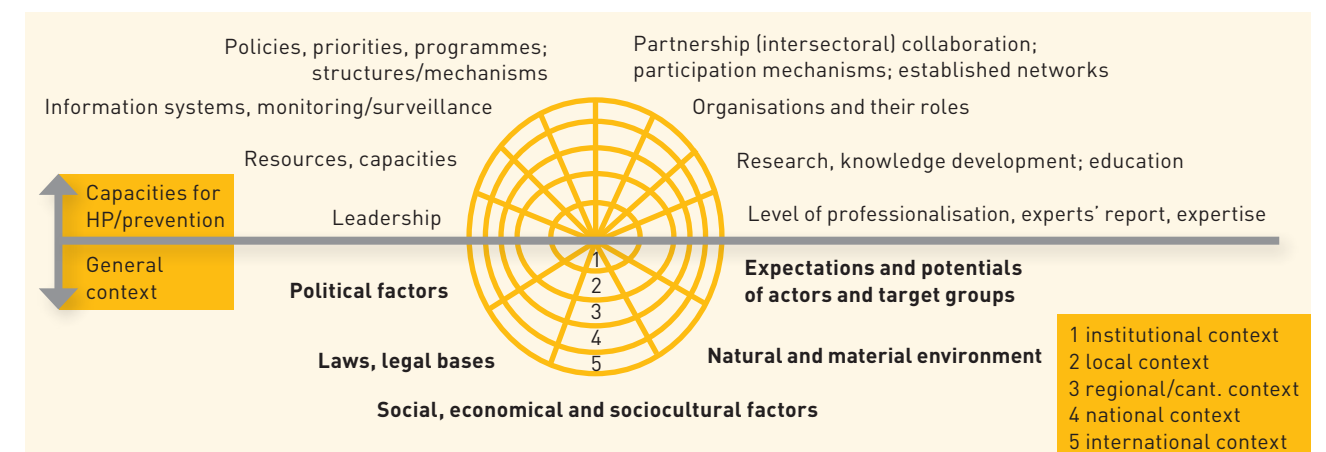 Policies, priorities, programmes;
structures/mechanisms
Partnership (intersectoral) collaboration;
participation mechanisms; established networks
Information systems, monitoring/surveillance
Organisations and their roles
Resources, capacities
Research, knowledge development; education
Capacities for
HP/prevention
Leadership
Level of professionalisation, experts’ report, expertise
General
context
1
2
3
4
5
Political factors
Expectations and potentials
of actors and target groups
Laws, legal bases
Natural and material environment
Social, economical and sociocultural factors
1 institutional context
2 local context
3 regional/cant. context
4 national context
5 international context